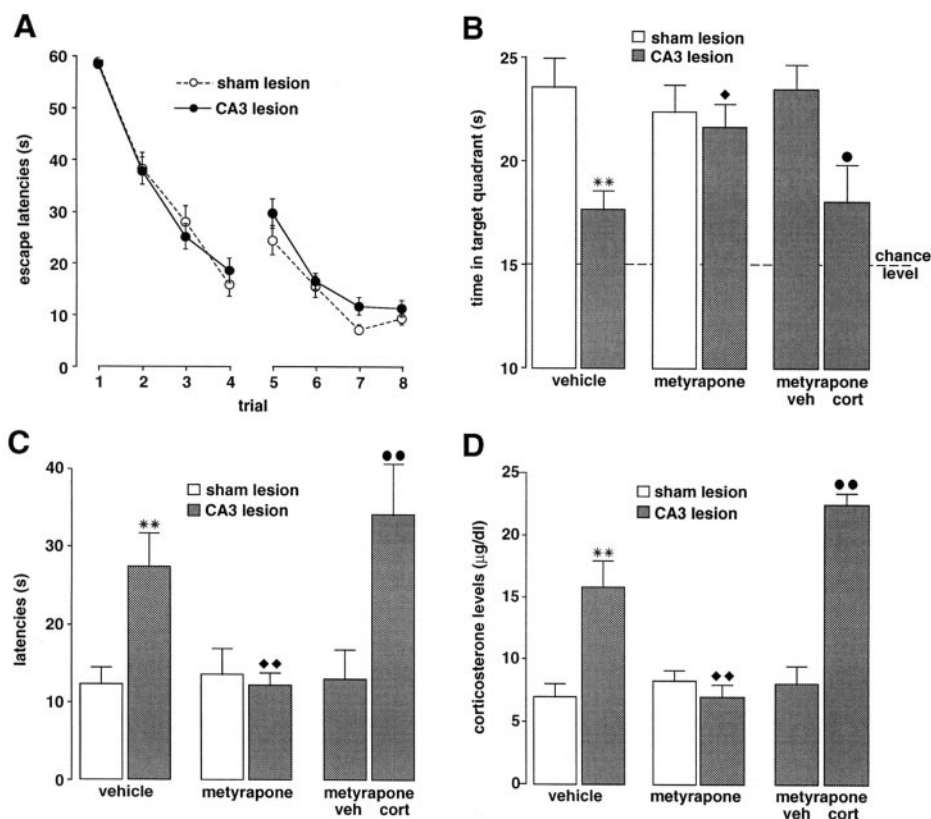 A
60
50
40
30
20
10
0
escape latencies (s)
sham lesion
CA3 lesion
1 2 3 4 5 6 7 8
trial
B
sham lesion
CA3 lesion
25
20
15
10
time in target quadrant (s)
**
◆
●
chance
level
vehicle metyrapone metyrapone
veh cort
C
40
30
20
10
0
latencies (s)
sham lesion
CA3 lesion
**
◆◆
●●
vehicle metyrapone metyrapone
veh cort
D
25
20
15
10
5
0
corticosterone levels (µg/dl)
sham lesion
CA3 lesion
**
◆◆
●●
vehicle metyrapone metyrapone
veh cort